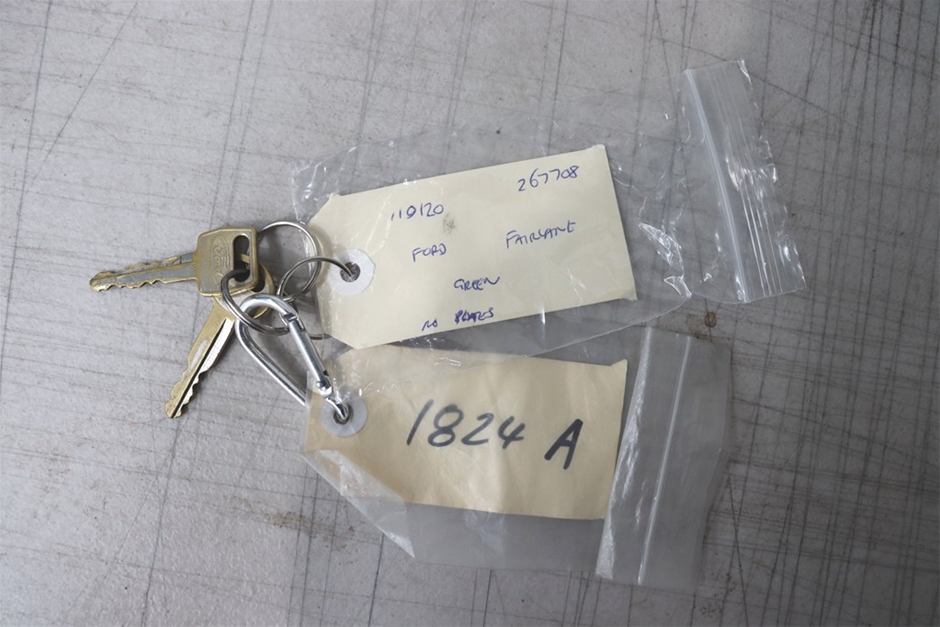 119120 267708
FORD FAIRLANE
GREEN
NO PLATES
1824 A